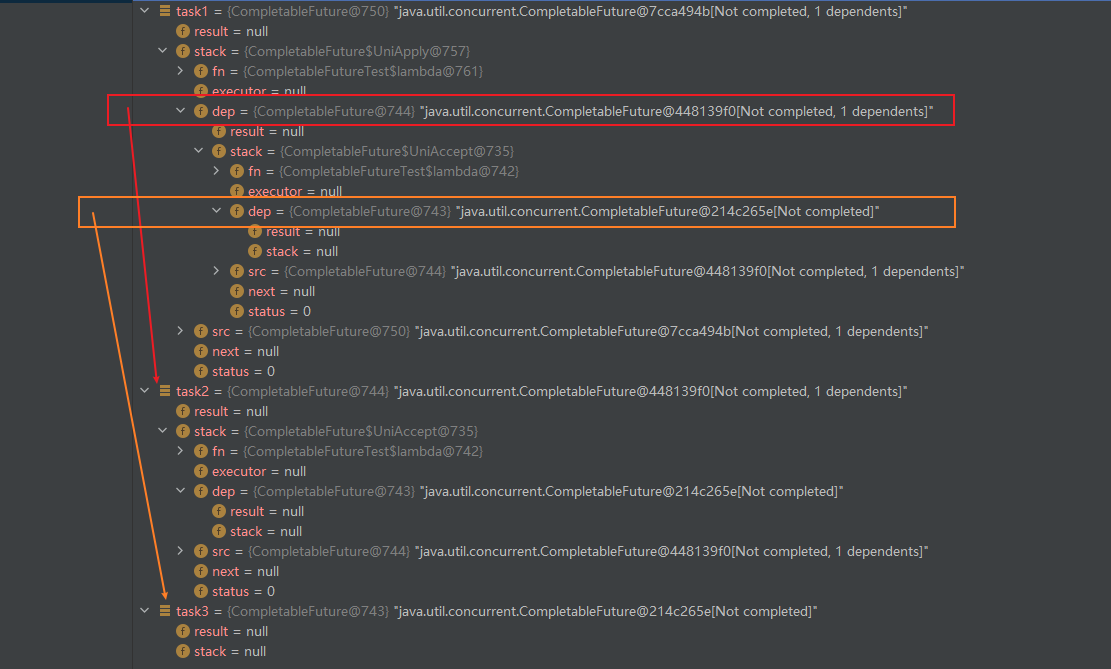 task1 = {CompletableFuture@750} "java.util.concurrent.CompletableFuture@7cca494b[Not completed, 1 dependents]"
f result = null
f stack = {CompletableFuture$UniApply@757}
f fn = {CompletableFutureTest$lambda@761}
f executor = null
f dep = {CompletableFuture@744} "java.util.concurrent.CompletableFuture@448139f0[Not completed, 1 dependents]"
f result = null
f stack = {CompletableFuture$UniAccept@735}
f fn = {CompletableFutureTest$lambda@742}
f executor = null
f dep = {CompletableFuture@743} "java.util.concurrent.CompletableFuture@214c265e[Not completed]"
f result = null
f stack = null
f src = {CompletableFuture@744} "java.util.concurrent.CompletableFuture@448139f0[Not completed, 1 dependents]"
f next = null
f status = 0
f src = {CompletableFuture@750} "java.util.concurrent.CompletableFuture@7cca494b[Not completed, 1 dependents]"
f next = null
f status = 0
task2 = {CompletableFuture@744} "java.util.concurrent.CompletableFuture@448139f0[Not completed, 1 dependents]"
f result = null
f stack = {CompletableFuture$UniAccept@735}
f fn = {CompletableFutureTest$lambda@742}
f executor = null
f dep = {CompletableFuture@743} "java.util.concurrent.CompletableFuture@214c265e[Not completed]"
f result = null
f stack = null
f src = {CompletableFuture@744} "java.util.concurrent.CompletableFuture@448139f0[Not completed, 1 dependents]"
f next = null
f status = 0
task3 = {CompletableFuture@743} "java.util.concurrent.CompletableFuture@214c265e[Not completed]"
f result = null
f stack = null